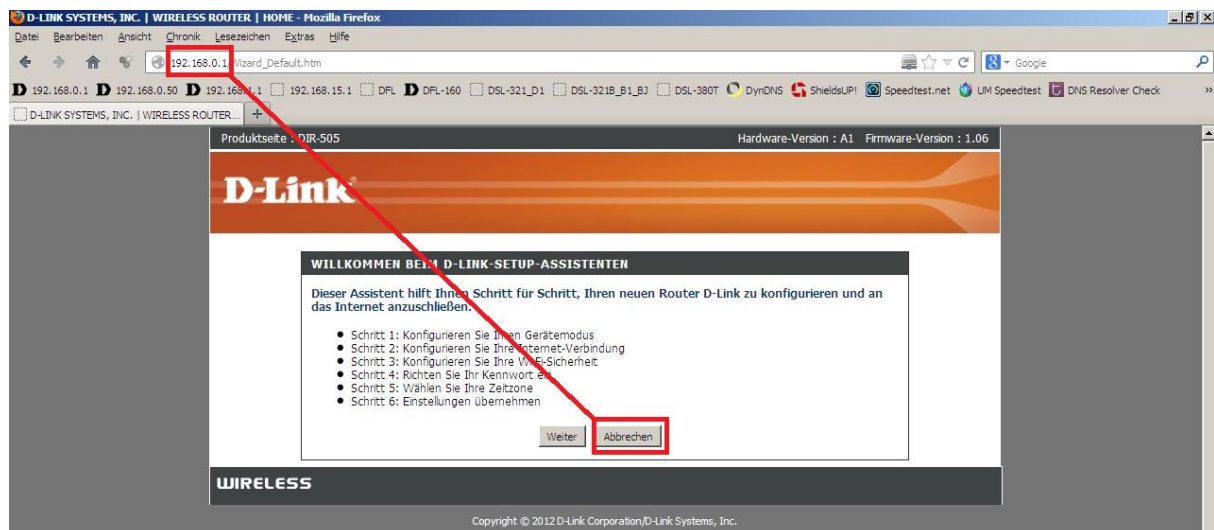 D-LINK SYSTEMS, INC. | WIRELESS ROUTER | HOME - Mozilla Firefox
Datei Bearbeiten Ansicht Chronik Lesezeichen Extras Hilfe
192.168.0.1/Wizard_Default.htm Google
192.168.0.1 192.168.0.50 192.168.1.1 192.168.15.1 DFL DFL-160 DSL-321_D1 DSL-321B_B1_BJ DSL-380T DynDNS ShieldsUP! Speedtest.net UM Speedtest DNS Resolver Check »
D-LINK SYSTEMS, INC. | WIRELESS ROUTER... +
Produktseite : DIR-505 Hardware-Version : A1 Firmware-Version : 1.06
D-Link
WILLKOMMEN BEIM D-LINK-SETUP-ASSISTENTEN
Dieser Assistent hilft Ihnen Schritt für Schritt, Ihren neuen Router D-Link zu konfigurieren und an
das Internet anzuschließen.
Schritt 1: Konfigurieren Sie Ihren Gerätemodus
Schritt 2: Konfigurieren Sie Ihre Internet-Verbindung
Schritt 3: Konfigurieren Sie Ihre Wi-Fi-Sicherheit
Schritt 4: Richten Sie Ihr Kennwort ein
Schritt 5: Wählen Sie Ihre Zeitzone
Schritt 6: Einstellungen übernehmen
Weiter Abbrechen
WIRELESS
Copyright © 2012 D-Link Corporation/D-Link Systems, Inc.